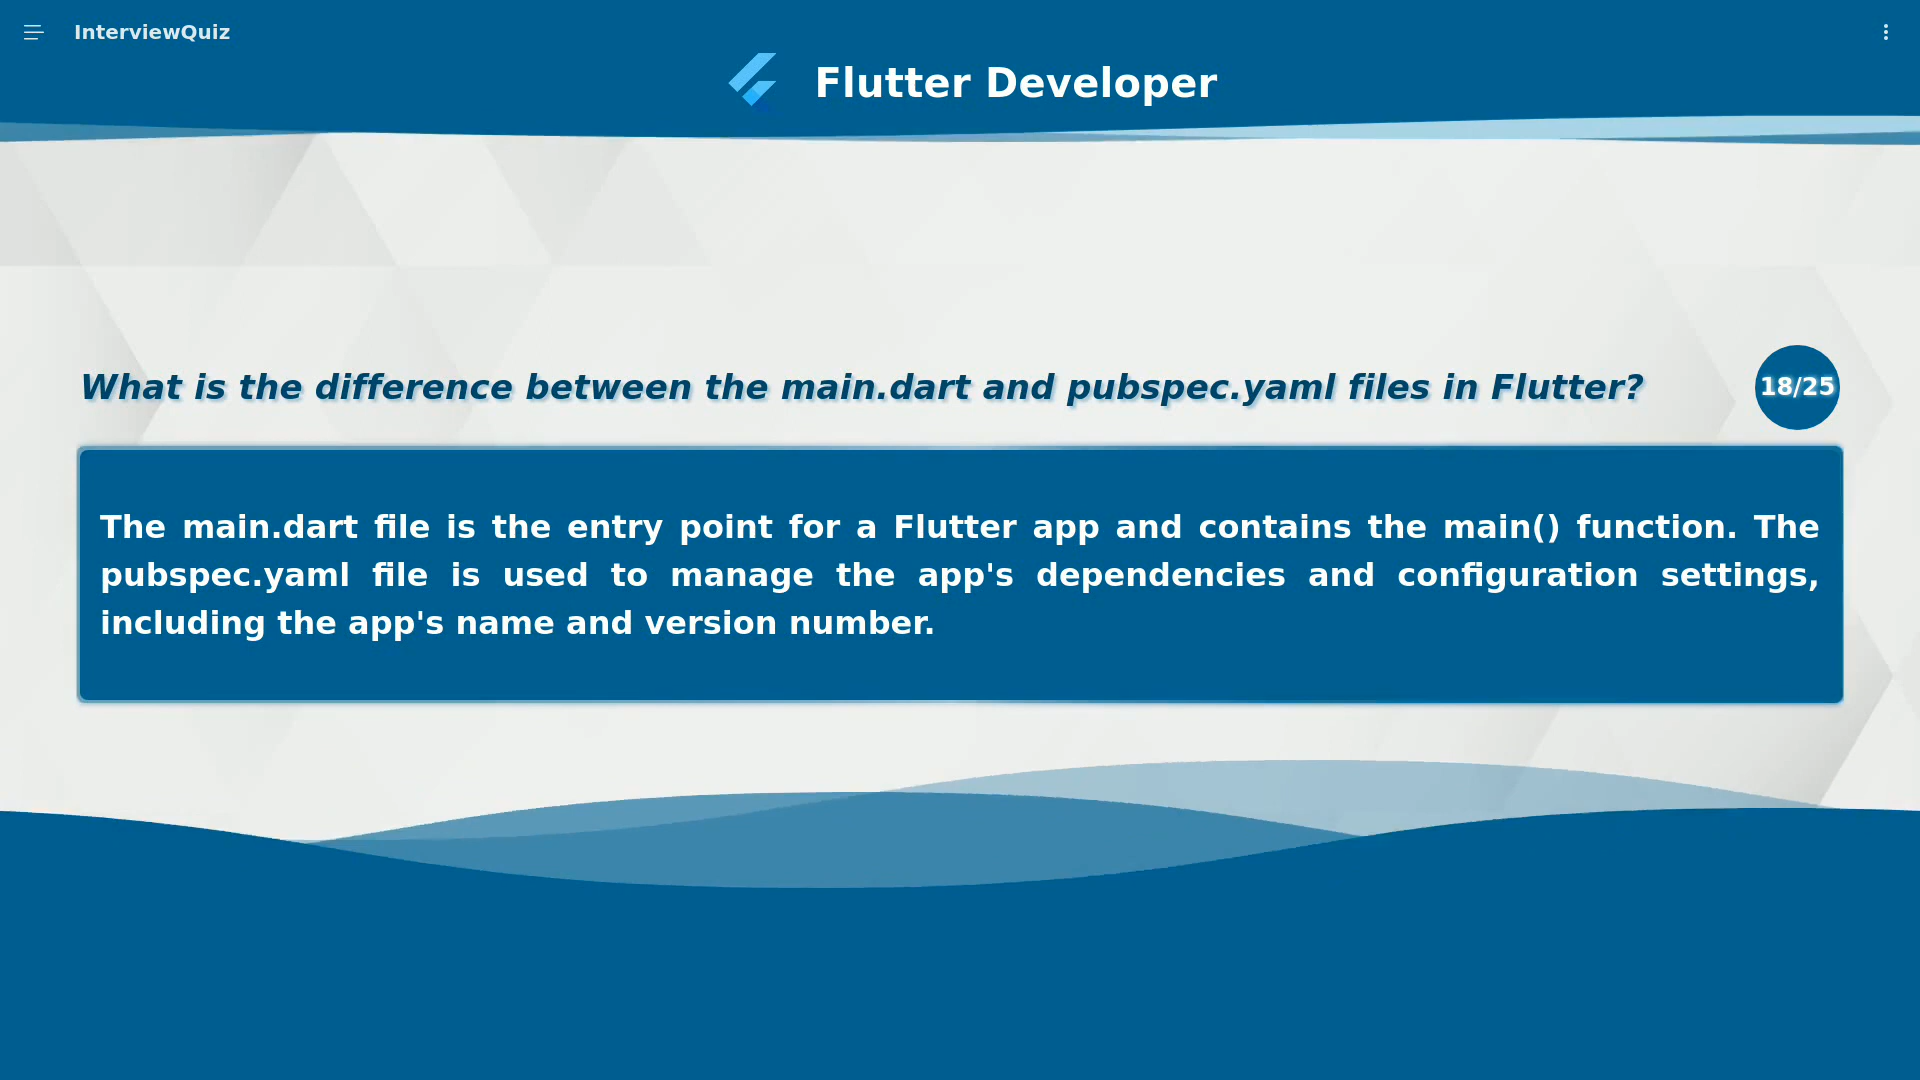 InterviewQuiz
Flutter Developer
What is the difference between the main.dart and pubspec.yaml files in Flutter?
18/25
The main.dart file is the entry point for a Flutter app and contains the main() function. The
pubspec.yaml file is used to manage the app's dependencies and configuration settings,
including the app's name and version number.